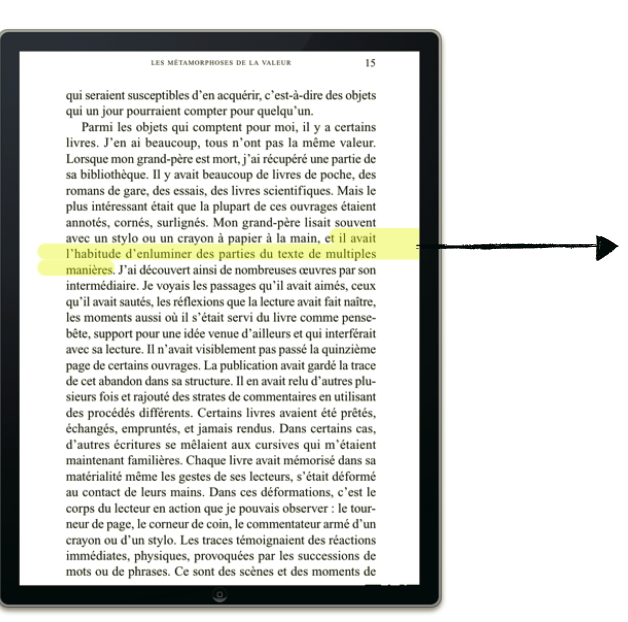 LES MÉTAMORPHOSES DE LA VALEUR 15
qui seraient susceptibles d'en acquérir, c'est-à-dire des objets
qui un jour pourraient compter pour quelqu'un.
Parmi les objets qui comptent pour moi, il y a certains
livres. J'en ai beaucoup, tous n'ont pas la même valeur.
Lorsque mon grand-père est mort, j'ai récupéré une partie de
sa bibliothèque. Il y avait beaucoup de livres de poche, des
romans de gare, des essais, des livres scientifiques. Mais le
plus intéressant était que la plupart de ces ouvrages étaient
annotés, cornés, surlignés. Mon grand-père lisait souvent
avec un stylo ou un crayon à papier à la main, et il avait
l'habitude d'enluminer des parties du texte de multiples
manières. J'ai découvert ainsi de nombreuses œuvres par son
intermédiaire. Je voyais les passages qu'il avait aimés, ceux
qu'il avait sautés, les réflexions que la lecture avait fait naître,
les moments aussi où il s'était servi du livre comme pense-
bête, support pour une idée venue d'ailleurs et qui interférait
avec sa lecture. Il n'avait visiblement pas passé la quinzième
page de certains ouvrages. La publication avait gardé la trace
de cet abandon dans sa structure. Il en avait relu d'autres plu-
sieurs fois et rajouté des strates de commentaires en utilisant
des procédés différents. Certains livres avaient été prêtés,
échangés, empruntés, et jamais rendus. Dans certains cas,
d'autres écritures se mêlaient aux cursives qui m'étaient
maintenant familières. Chaque livre avait mémorisé dans sa
matérialité même les gestes de ses lecteurs, s'était déformé
au contact de leurs mains. Dans ces déformations, c'est le
corps du lecteur en action que je pouvais observer : le tour-
neur de page, le corneur de coin, le commentateur armé d'un
crayon ou d'un stylo. Les traces témoignaient des réactions
immédiates, physiques, provoquées par les successions de
mots ou de phrases. Ce sont des scènes et des moments de